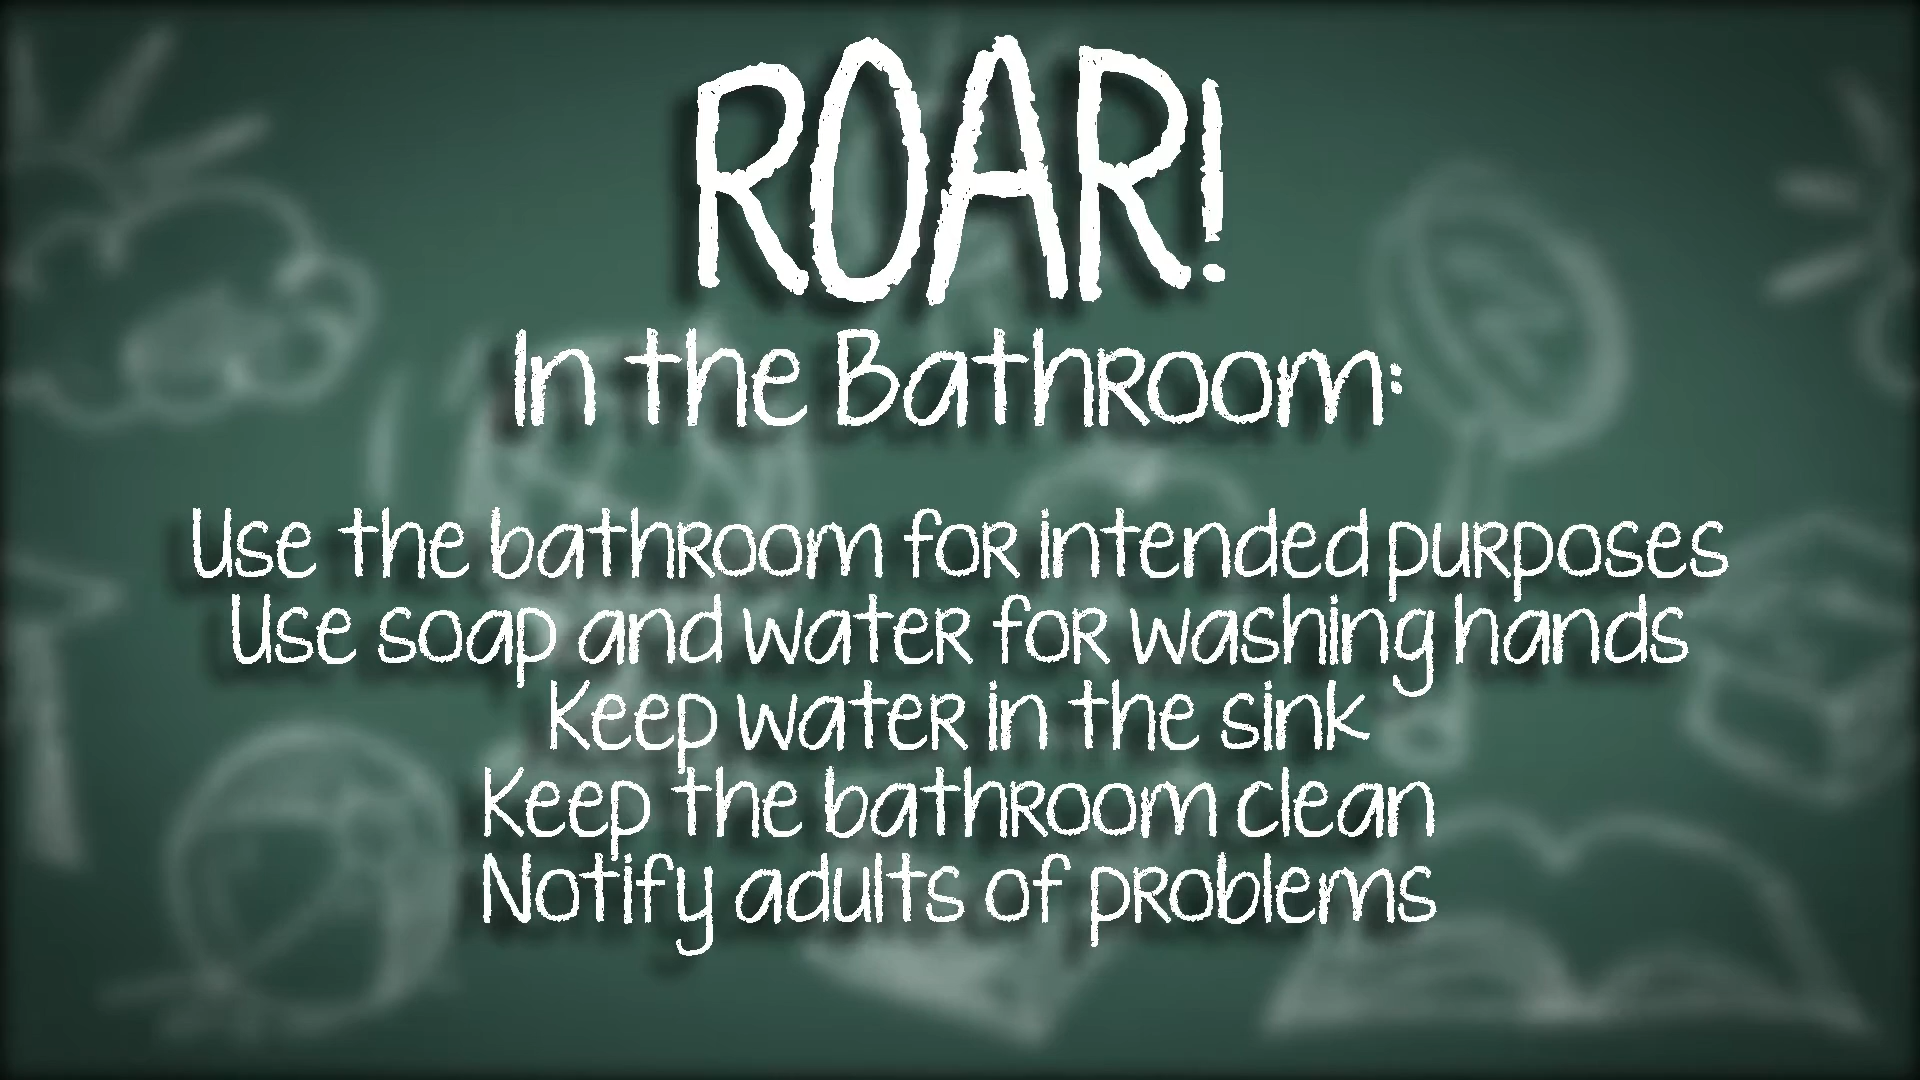 ROAR!
In the Bathroom:
Use the bathroom for intended purposes
Use soap and water for washing hands
Keep water in the sink
Keep the bathroom clean
Notify adults of problems